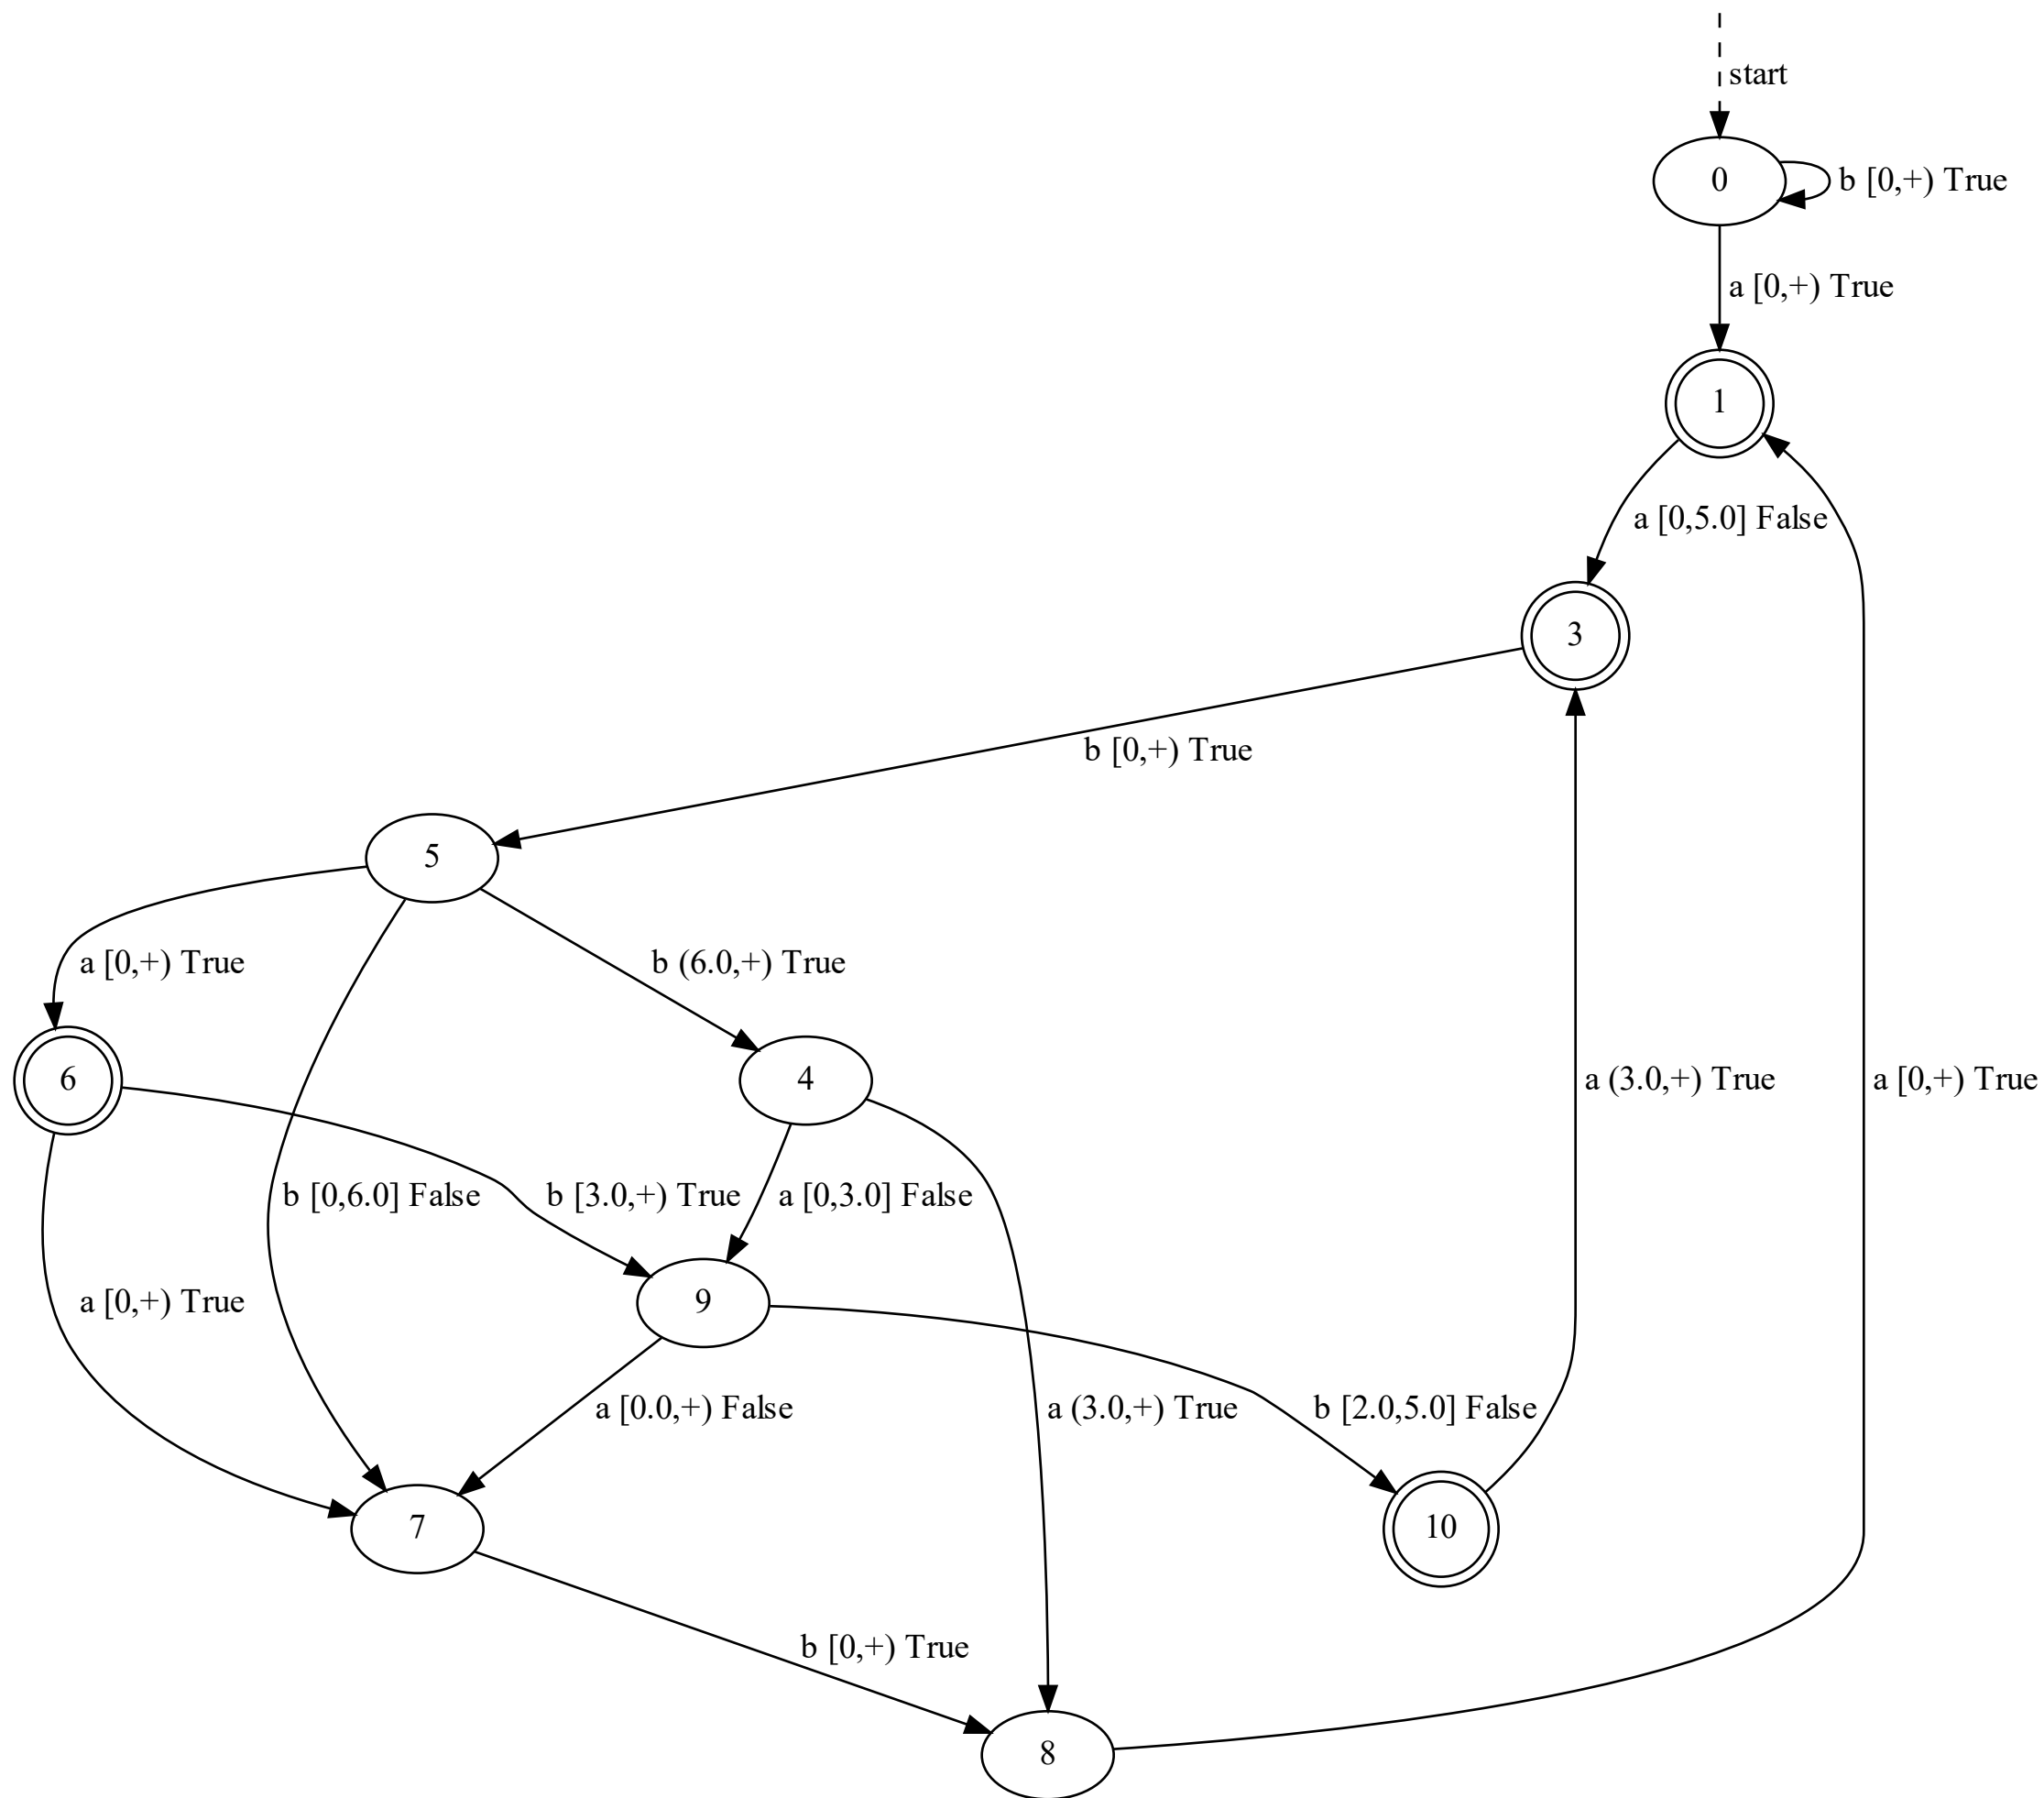 start
0
b [0,+) True
a [0,+) True
1
a [0,5.0] False
3
b [0,+) True
5
a [0,+) True
b (6.0,+) True
6
4
a (3.0,+) True
a [0,+) True
b [0,6.0] False
b [3.0,+) True
a [0,3.0] False
a [0,+) True
9
a [0.0,+) False
a (3.0,+) True
b [2.0,5.0] False
7
10
b [0,+) True
8